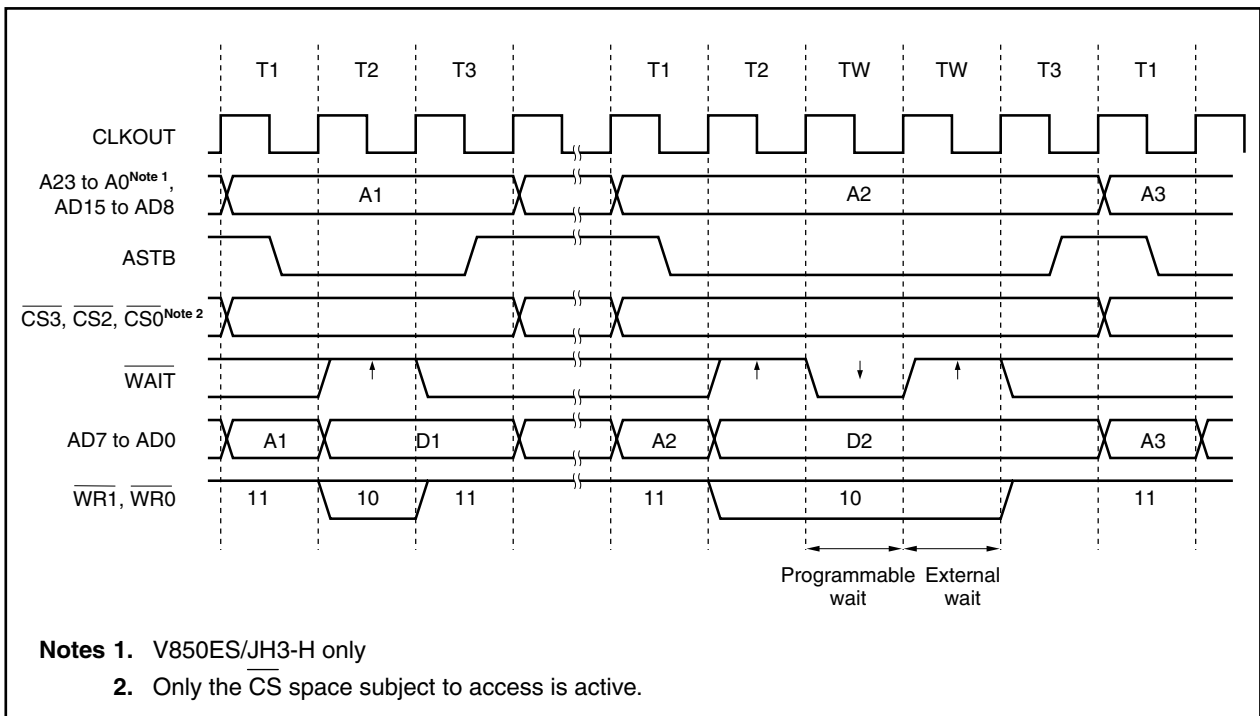 T1 T2 T3 T1 T2 TW TW T3 T1
CLKOUT
A23 to A0Note 1,
AD15 to AD8
A1 A2 A3
ASTB
CS3, CS2, CS0Note 2
WAIT
AD7 to AD0 A1 D1 A2 D2 A3
WR1, WR0 11 10 11 11 10 11
Programmable wait
External wait
Notes 1. V850ES/JH3-H only
2. Only the CS space subject to access is active.